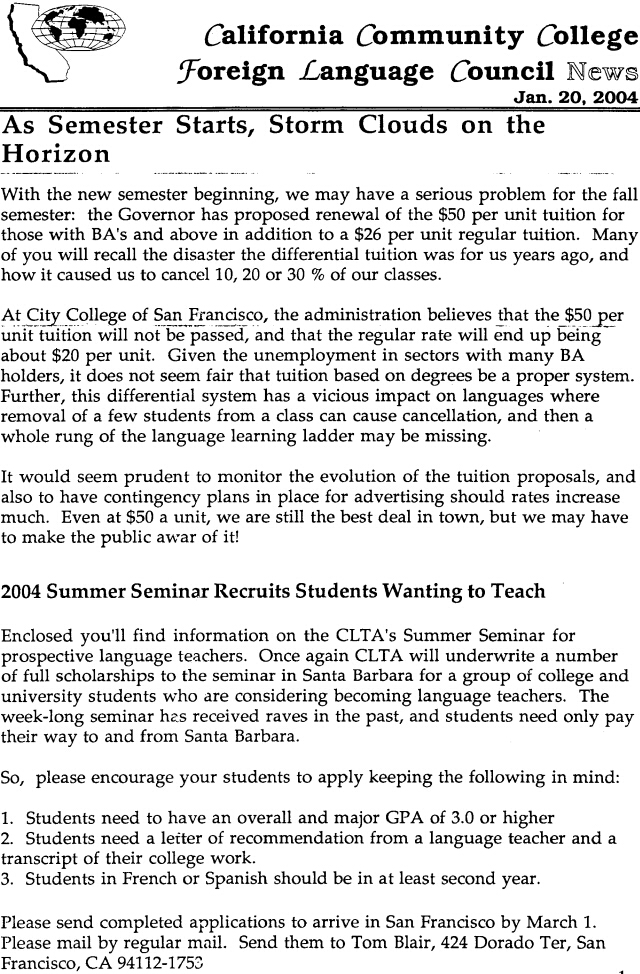 California Community College
Foreign Language Council News
Jan. 20, 2004
As Semester Starts, Storm Clouds on the
Horizon
With the new semester beginning, we may have a serious problem for the fall
semester: the Governor has proposed renewal of the $50 per unit tuition for
those with BA's and above in addition to a $26 per unit regular tuition. Many
of you will recall the disaster the differential tuition was for us years ago, and
how it caused us to cancel 10, 20 or 30 % of our classes.
At City College of San Francisco, the administration believes that the $50 per
unit tuition will not be passed, and that the regular rate will end up being
about $20 per unit. Given the unemployment in sectors with many BA
holders, it does not seem fair that tuition based on degrees be a proper system.
Further, this differential system has a vicious impact on languages where
removal of a few students from a class can cause cancellation, and then a
whole rung of the language learning ladder may be missing.
It would seem prudent to monitor the evolution of the tuition proposals, and
also to have contingency plans in place for advertising should rates increase
much. Even at $50 a unit, we are still the best deal in town, but we may have
to make the public awar of it!
2004 Summer Seminar Recruits Students Wanting to Teach
Enclosed you'll find information on the CLTA's Summer Seminar for
prospective language teachers. Once again CLTA will underwrite a number
of full scholarships to the seminar in Santa Barbara for a group of college and
university students who are considering becoming language teachers. The
week-long seminar has received raves in the past, and students need only pay
their way to and from Santa Barbara.
So, please encourage your students to apply keeping the following in mind:
1. Students need to have an overall and major GPA of 3.0 or higher
2. Students need a letter of recommendation from a language teacher and a
transcript of their college work.
3. Students in French or Spanish should be in at least second year.
Please send completed applications to arrive in San Francisco by March 1.
Please mail by regular mail. Send them to Tom Blair, 424 Dorado Ter, San
Francisco, CA 94112-1753